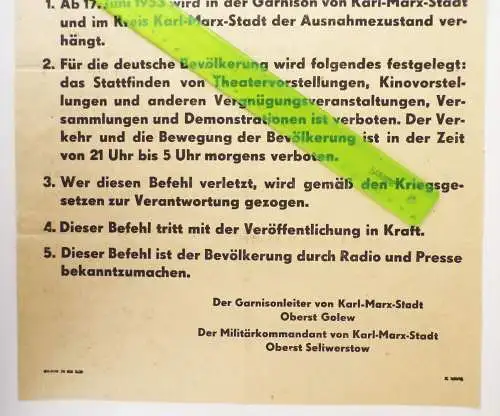 1. Ab 17. Juni 1953 wird in der Garnison von Karl-Marx-Stadt
und im Kreis Karl-Marx-Stadt der Ausnahmezustand ver-
hängt.
2. Für die deutsche Bevölkerung wird folgendes festgelegt:
das Stattfinden von Theatervorstellungen, Kinovorstel-
lungen und anderen Vergnügungsveranstaltungen, Ver-
sammlungen und Demonstrationen ist verboten. Der Ver-
kehr und die Bewegung der Bevölkerung ist in der Zeit
von 21 Uhr bis 5 Uhr morgens verboten.
3. Wer diesen Befehl verletzt, wird gemäß den Kriegsge-
setzen zur Verantwortung gezogen.
4. Dieser Befehl tritt mit der Veröffentlichung in Kraft.
5. Dieser Befehl ist der Bevölkerung durch Radio und Presse
bekanntzumachen.
Der Garnisonleiter von Karl-Marx-Stadt
Oberst Golew
Der Militärkommandant von Karl-Marx-Stadt
Oberst Seliwerstow